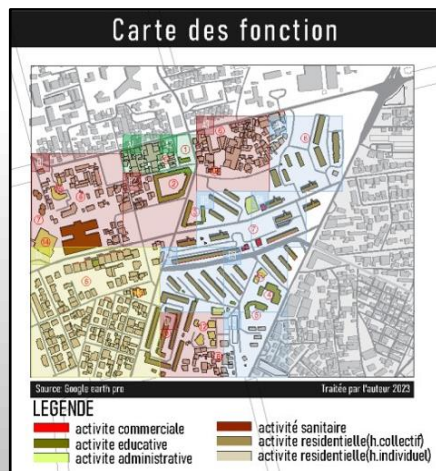 Carte des fonction
Source: Google earth pro
Traitée par l'auteur 2023
LEGENDE
activite commerciale
activite educative
activite administrative
activité sanitaire
activite residentielle(h.collectif)
activite residentielle(h.individuel)